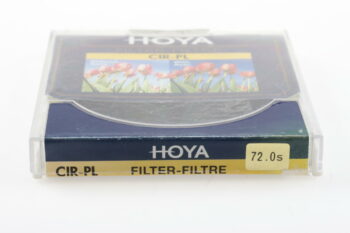 HOYA
CIR-PL
HOYA
CIR-PL FILTER-FILTRE 72.0s